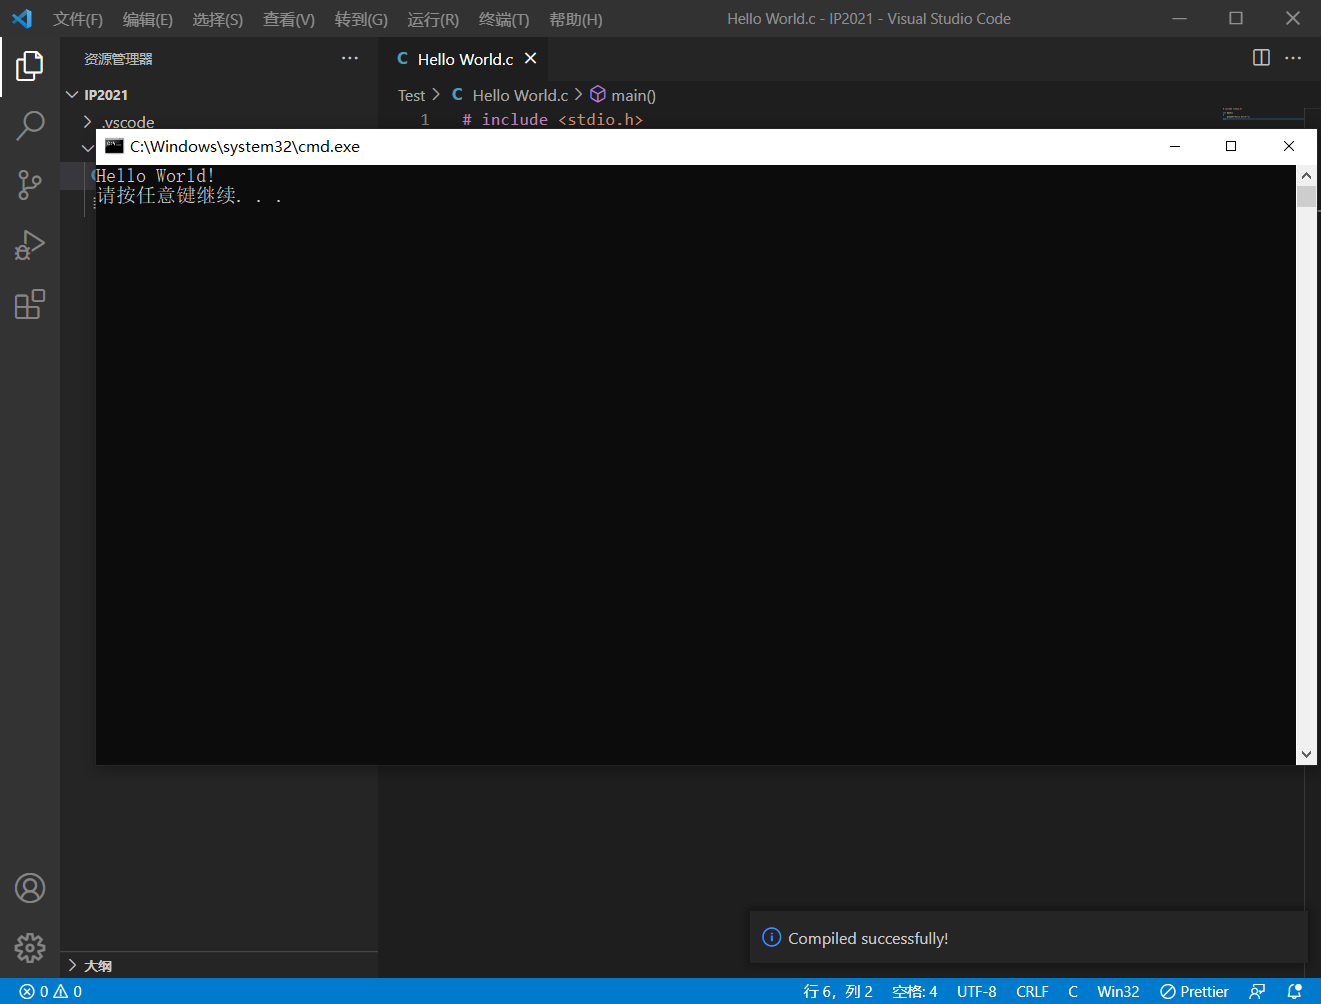 文件(F) 编辑(E) 选择(S) 查看(V) 转到(G) 运行(R) 终端(T) 帮助(H) Hello World.c - IP2021 - Visual Studio Code
资源管理器
C Hello World.c
IP2021
Test > C Hello World.c > main()
.vscode
1 # include <stdio.h>
C:\Windows\system32\cmd.exe
Hello World!
请按任意键继续. . .
Compiled successfully!
大纲
0 0 行 6，列 2 空格: 4 UTF-8 CRLF C Win32 Prettier